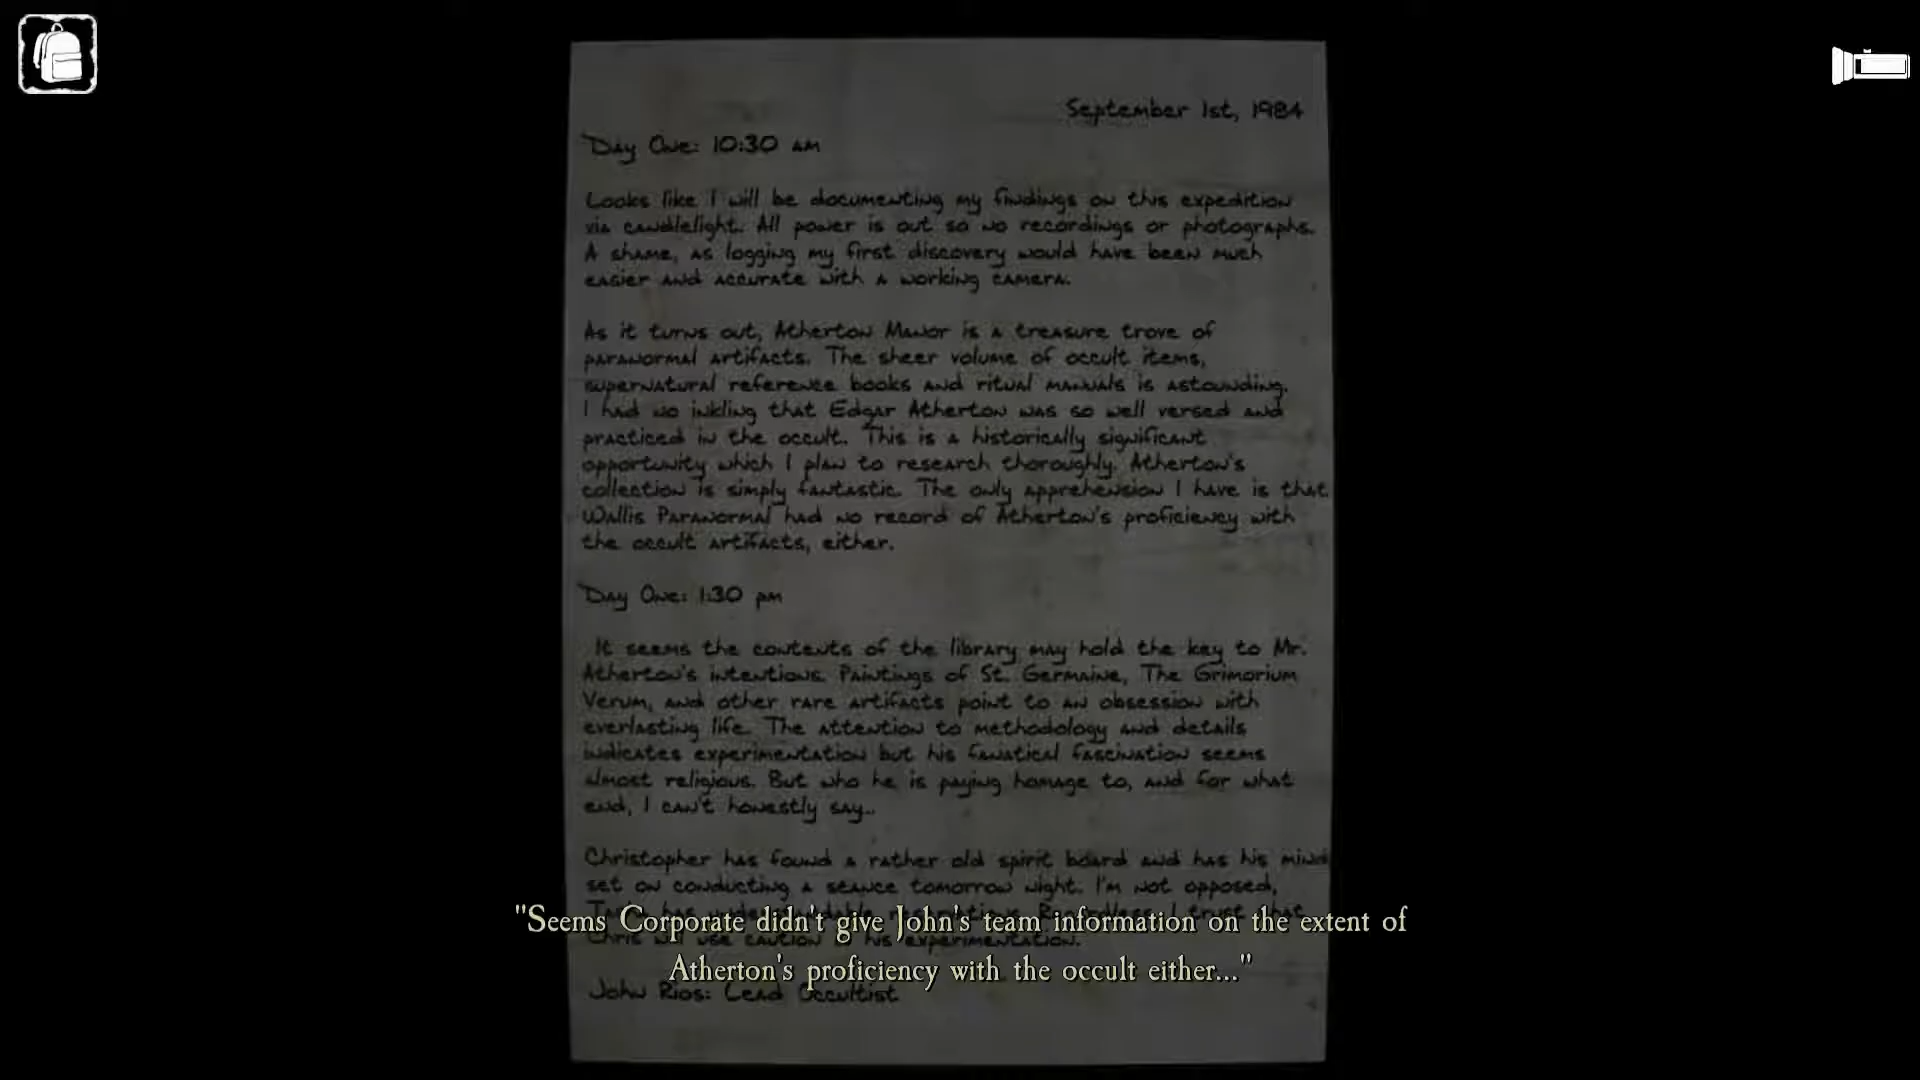 September 1st, 1984
Day One: 10:30 am
Looks like I will be documenting my findings on this expedition
via candlelight. All power is out so no recordings or photographs.
A shame, as logging my first discovery would have been much
easier and accurate with a working camera.
As it turns out, Atherton Manor is a treasure trove of
paranormal artifacts. The sheer volume of occult items,
supernatural reference books and ritual manuals is astounding.
I had no inkling that Edgar Atherton was so well versed and
practiced in the occult. This is a historically significant
opportunity which I plan to research thoroughly. Atherton's
collection is simply fantastic. The only apprehension I have is that
Wallis Paranormal had no record of Atherton's proficiency with
the occult artifacts, either.
Day One: 1:30 pm
It seems the contents of the library may hold the key to Mr.
Atherton's intentions. Paintings of St. Germaine, The Grimorium
Verum, and other rare artifacts point to an obsession with
everlasting life. The attention to methodology and details
indicates experimentation but his fanatical fascination seems
almost religious. But who he is paying homage to, and for what
end, I can't honestly say...
Christopher has found a rather old spirit board and has his mind
set on conducting a seance tomorrow night. I'm not opposed,
"Seems Corporate didn't give John's team information on the extent of
Chris will use caution his experimentation.
Atherton's proficiency with the occult either..."
John Rios: Lead Occultist